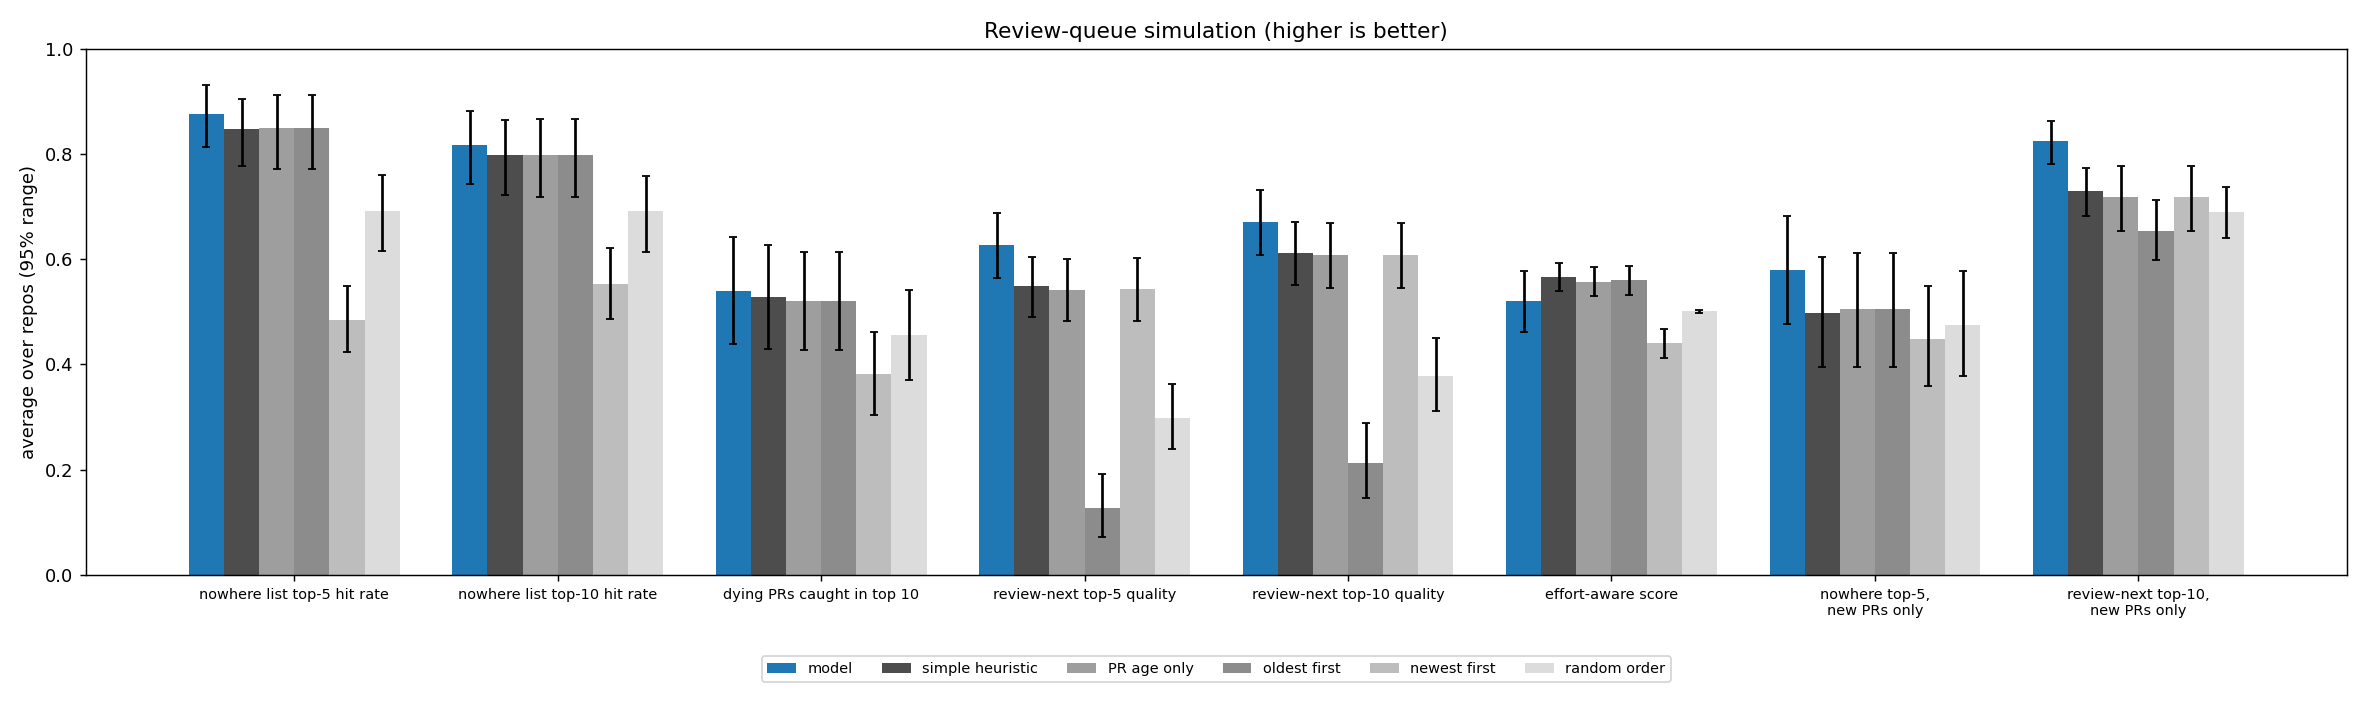 Review-queue simulation (higher is better)
average over repos (95% range)
1.0
0.8
0.6
0.4
0.2
0.0
nowhere list top-5 hit rate
nowhere list top-10 hit rate
dying PRs caught in top 10
review-next top-5 quality
review-next top-10 quality
effort-aware score
nowhere top-5,
new PRs only
review-next top-10,
new PRs only
model
simple heuristic
PR age only
oldest first
newest first
random order